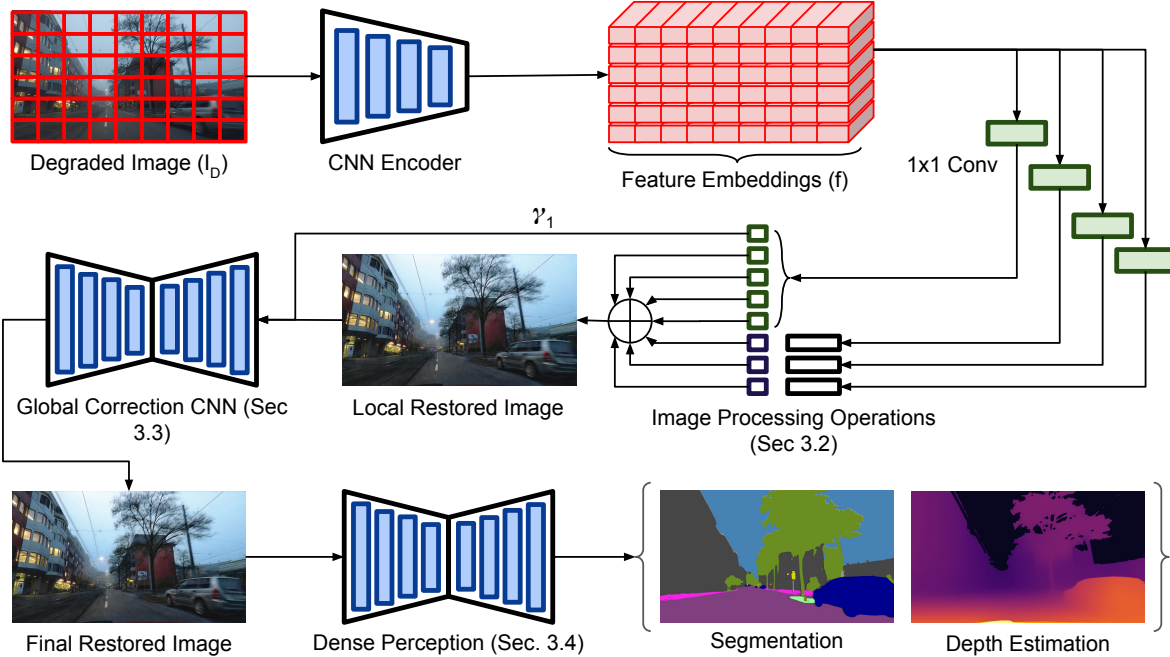 Degraded Image (I_D)
CNN Encoder
Feature Embeddings (f)
1x1 Conv
γ₁
Global Correction CNN (Sec
3.3)
Local Restored Image
Image Processing Operations
(Sec 3.2)
Final Restored Image
Dense Perception (Sec. 3.4)
Segmentation
Depth Estimation